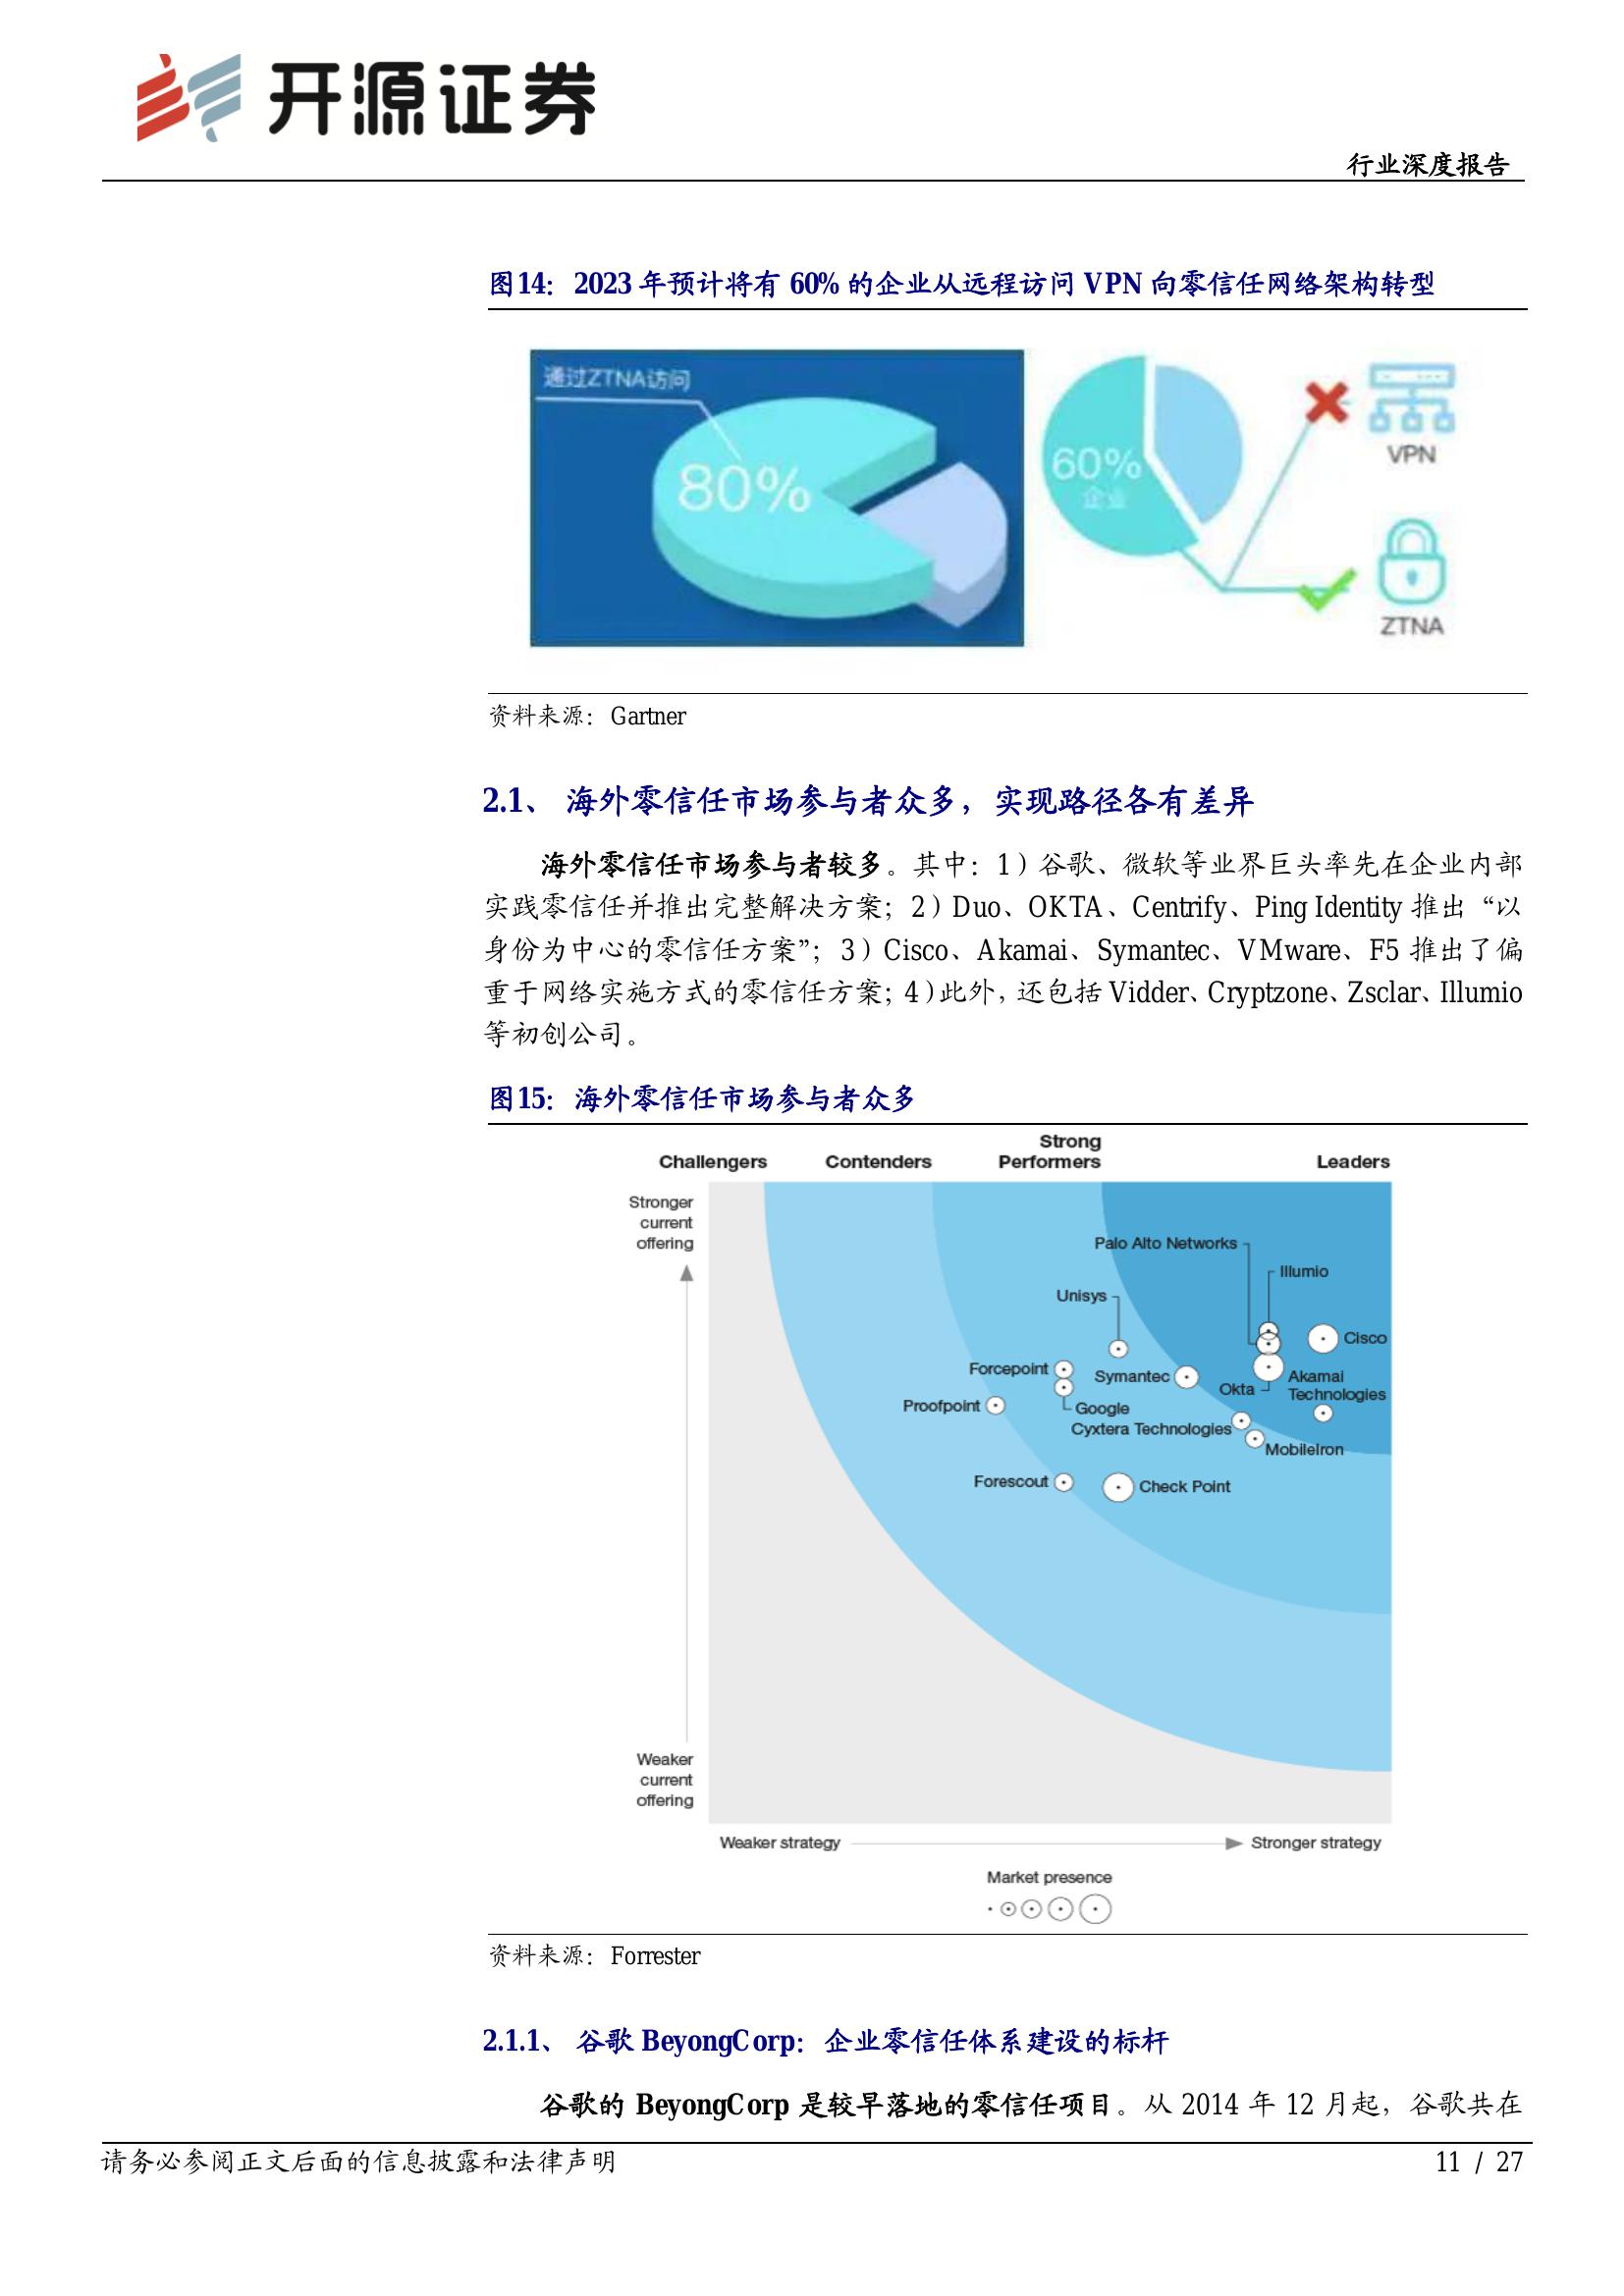 开源证券
行业深度报告
图14： 2023 年预计将有 60% 的企业从远程访问 VPN 向零信任网络架构转型
通过ZTNA访问
80%
60%
企业
VPN
ZTNA
资料来源：Gartner
2.1、 海外零信任市场参与者众多，实现路径各有差异
海外零信任市场参与者较多。其中：1）谷歌、微软等业界巨头率先在企业内部
实践零信任并推出完整解决方案；2）Duo、OKTA、Centrify、Ping Identity 推出“以
身份为中心的零信任方案”；3）Cisco、Akamai、Symantec、VMware、F5 推出了偏
重于网络实施方式的零信任方案；4）此外，还包括 Vidder、Cryptzone、Zsclar、Illumio
等初创公司。
图15： 海外零信任市场参与者众多
Challengers
Contenders
Strong
Performers
Leaders
Stronger
current
offering
Palo Alto Networks
Illumio
Unisys
Cisco
Forcepoint
Symantec
Akamai
Technologies
Okta
Proofpoint
Google
Cyxtera Technologies
MobileIron
Forescout
Check Point
Weaker
current
offering
Weaker strategy
Stronger strategy
Market presence
资料来源：Forrester
2.1.1、 谷歌 BeyongCorp：企业零信任体系建设的标杆
谷歌的 BeyongCorp 是较早落地的零信任项目。从 2014 年 12 月起，谷歌共在
请务必参阅正文后面的信息披露和法律声明
11 / 27